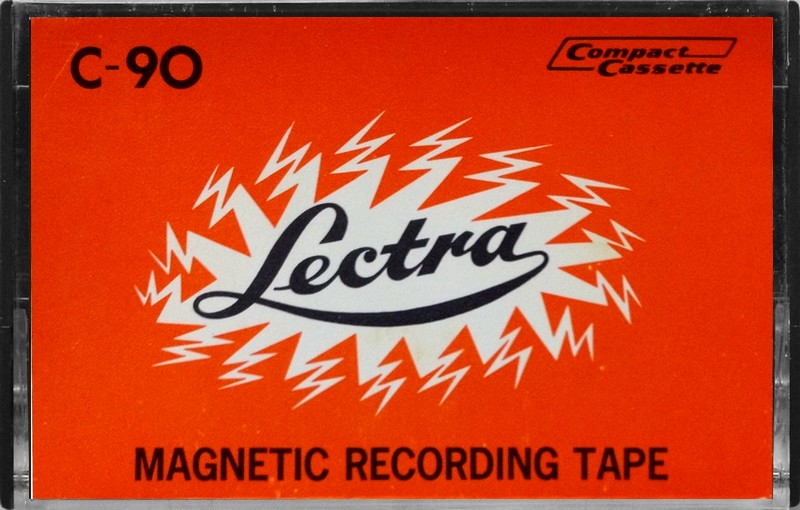 C-90
Compact
Cassette
Lectra
MAGNETIC RECORDING TAPE